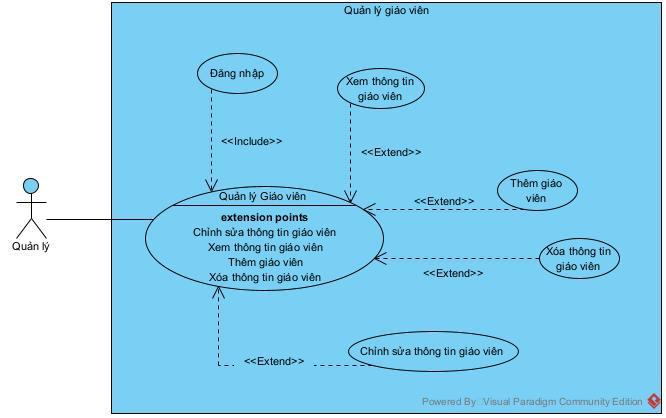 Quản lý giáo viên
Đăng nhập
Xem thông tin
giáo viên
<<Include>>
<<Extend>>
Thêm giáo
viên
<<Extend>>
Quản lý Giáo viên
extension points
Chỉnh sửa thông tin giáo viên
Xem thông tin giáo viên
Thêm giáo viên
Xóa thông tin giáo viên
Quản lý
Xóa thông tin
giáo viên
<<Extend>>
Chỉnh sửa thông tin giáo viên
<<Extend>>
Powered By Visual Paradigm Community Edition